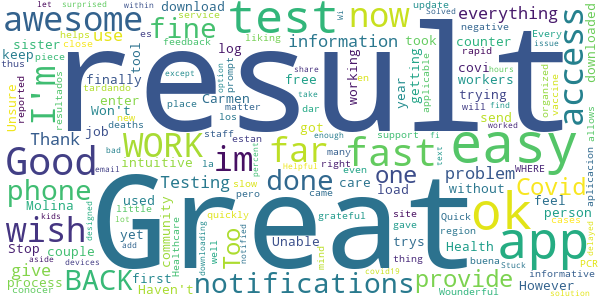 result
Great
awesome
test
now
everything
download
fine
information
access
I'm
WORK
Good
im
far
fast
easy
phone
done
one
ok
app
wish
Covid
Too
notifications
provide
BACK
Testing
Thank
job
Unsure
Molina
Stop
couple
give
process
Haven't
Unable
However
Health
person
problem
without
workers
trying
send
Won't
enter
finally
tool
sister
keep
thus
reported
resultados
free
log
working
getting
year
got
Carmen
matter
place
deaths
intuitive
community
Healthcare
downloading
quickly
grateful
support
many
right
care
load
even
trys
gave
site
came
thing
region
Quick
informative
buena
feel
cases
delayed
PCR
Stuck
Wounderful
solution
Helpful
covid19
mind
notified
percent
slow
pero
la
staff
estan
los
dar
took
counter
rapid
covi
applicable
vaccine
organized
hours
find
will
WHERE
allows
aplicacion
downloaded
Every
issue
Solved
negative
update
Wi
fi
text
enough
worked
en
share
option
prompt
except
take
liking
feedback
service
helps
use
close
es
tardando
new
piece
let
surprised
within
bad
email
used
little
lot
yet
add
first
designed
kids
devices
aside
concer
well